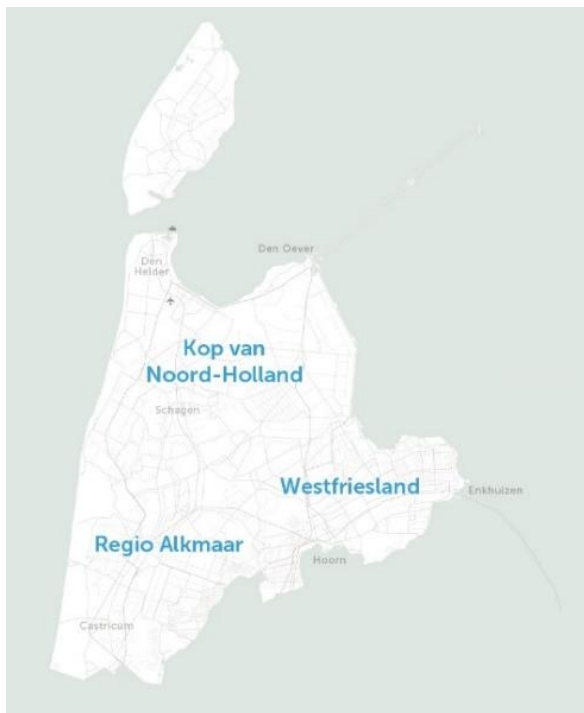 Den Oever
Den
Helder
Kop van
Noord-Holland
Schagen
Westfriesland
Enkhuizen
Regio Alkmaar
Hoorn
Castricum